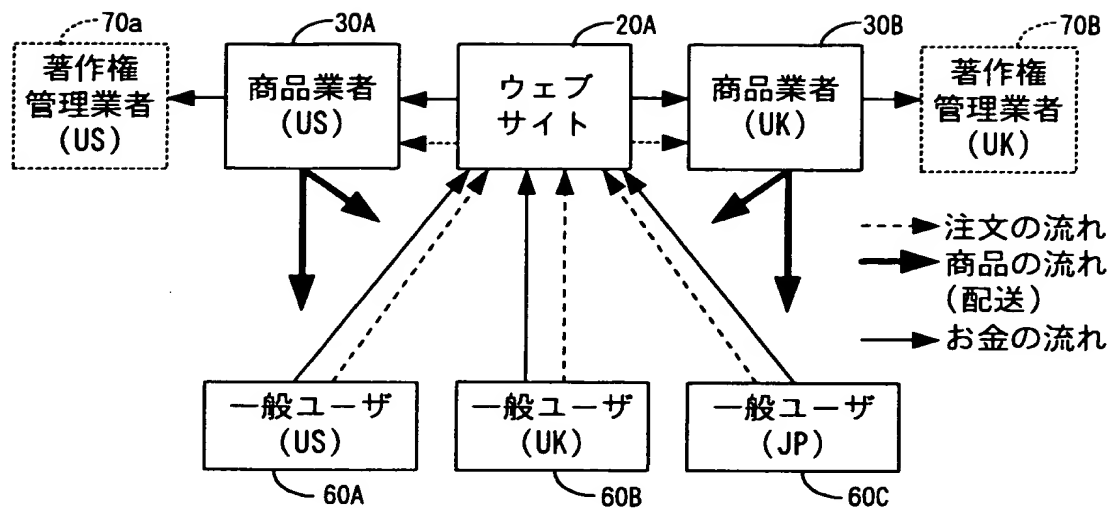 70a
30A
20A
30B
70B
著作権
管理業者
(US)
商品業者
(US)
ウェブ
サイト
商品業者
(UK)
著作権
管理業者
(UK)
注文の流れ
商品の流れ
(配送)
お金の流れ
一般ユーザ
(US)
一般ユーザ
(UK)
一般ユーザ
(JP)
60A
60B
60C